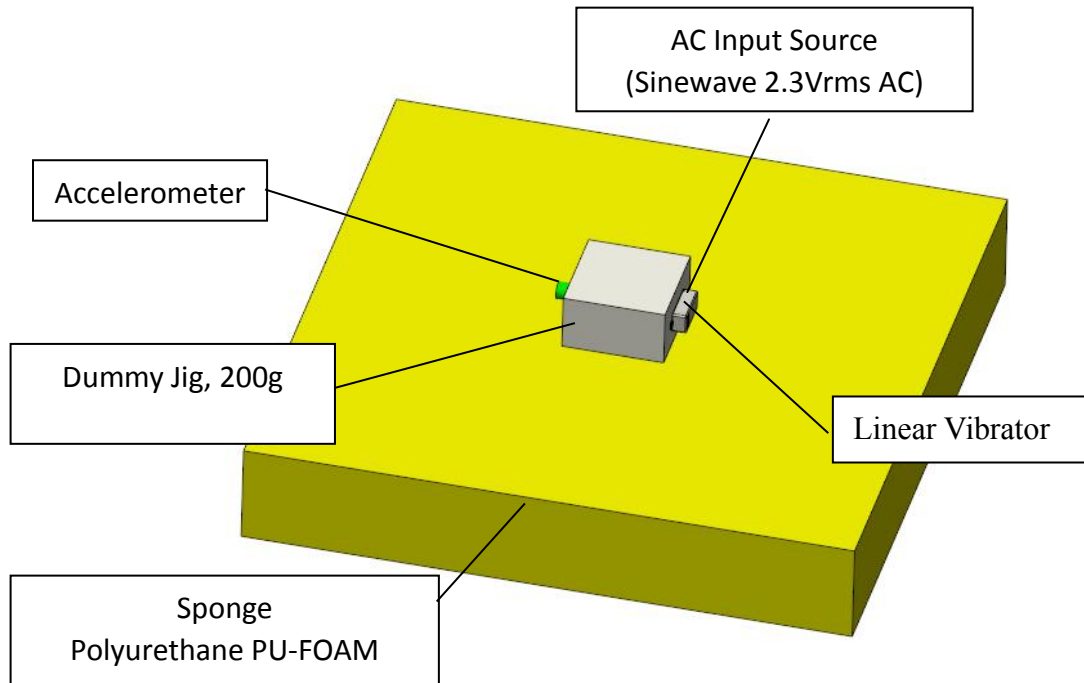 AC Input Source
(Sinewave 2.3Vrms AC)
Accelerometer
Dummy Jig, 200g
Linear Vibrator
Sponge
Polyurethane PU-FOAM